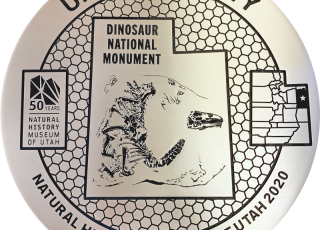 DINOSAUR
NATIONAL
MONUMENT
50 YEARS
NATURAL
HISTORY
MUSEUM
OF UTAH
NATURAL
UTAH 2020